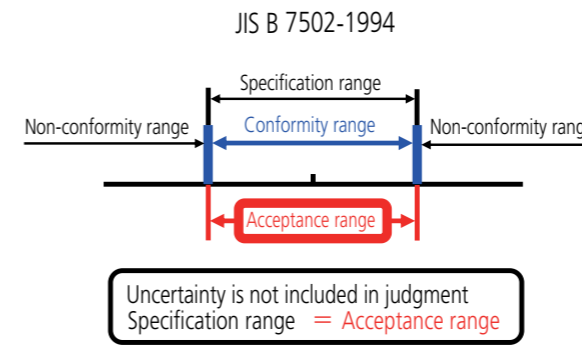 JIS B 7502-1994
Specification range
Non-conformity range
Conformity range
Non-conformity rang
Acceptance range
Uncertainty is not included in judgment
Specification range = Acceptance range